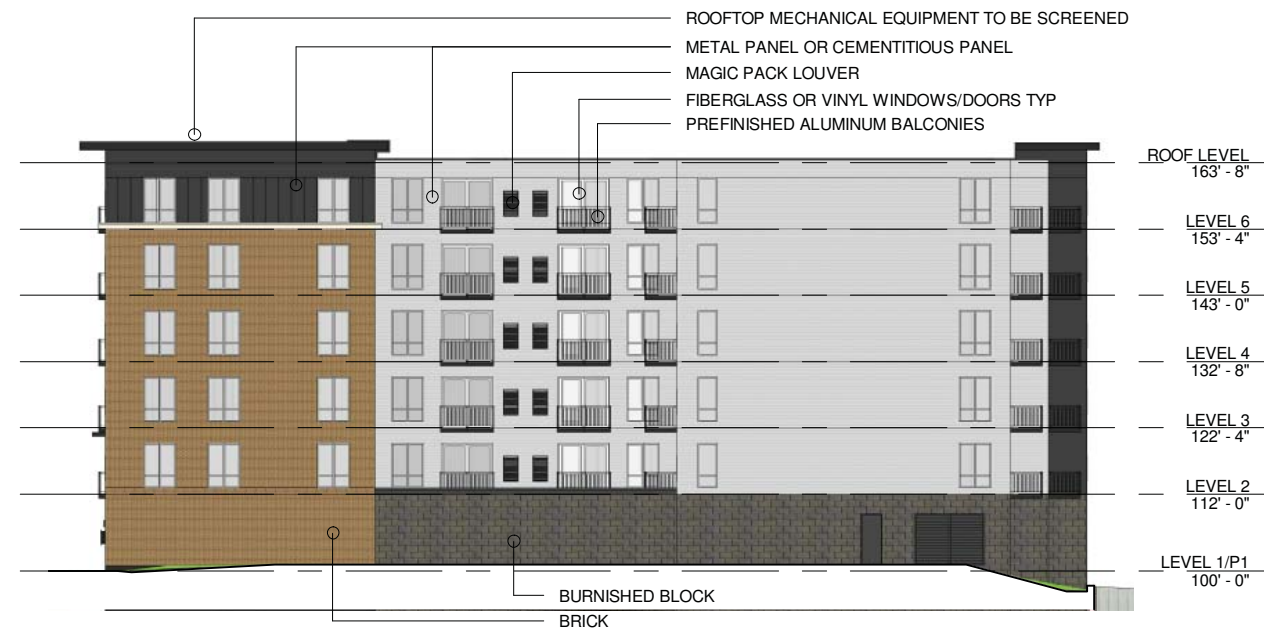 ROOFTOP MECHANICAL EQUIPMENT TO BE SCREENED
METAL PANEL OR CEMENTITIOUS PANEL
MAGIC PACK LOUVER
FIBERGLASS OR VINYL WINDOWS/DOORS TYP
PREFINISHED ALUMINUM BALCONIES
ROOF LEVEL
163' - 8"
LEVEL 6
153' - 4"
LEVEL 5
143' - 0"
LEVEL 4
132' - 8"
LEVEL 3
122' - 4"
LEVEL 2
112' - 0"
LEVEL 1/P1
100' - 0"
BURNISHED BLOCK
BRICK